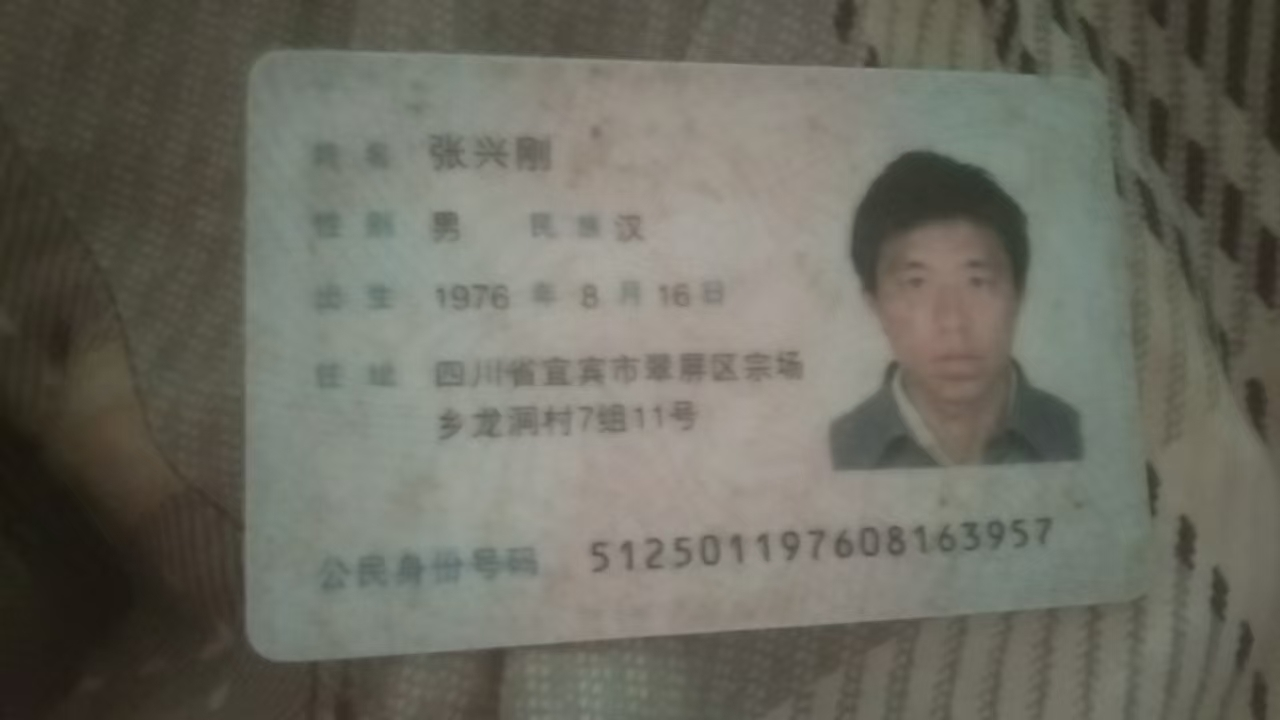 姓名 张兴刚
性别 男 民族 汉
出生 1976 年 8 月 16 日
住址 四川省宜宾市翠屏区宗场
乡龙洞村7组11号
公民身份号码 512501197608163957